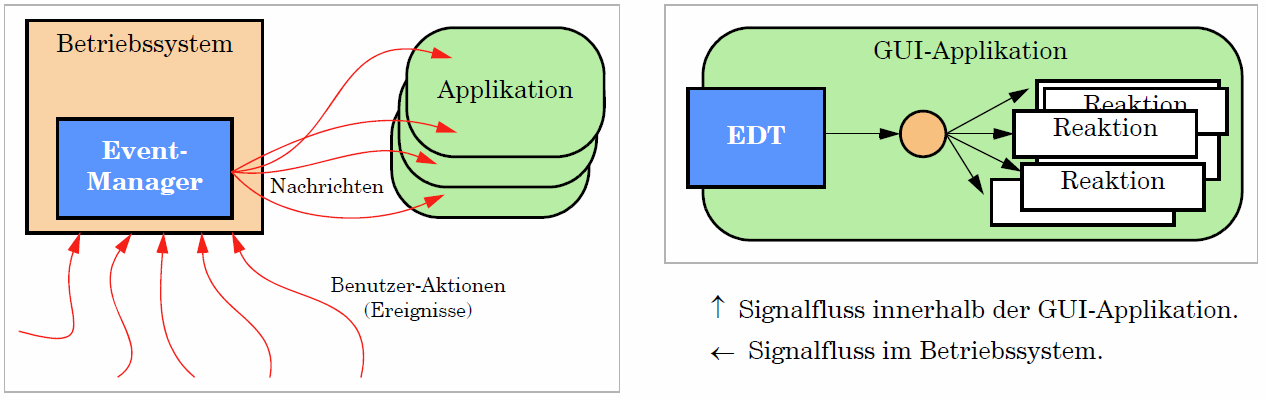 Betriebssystem
Event-
Manager
Nachrichten
Applikation
Benutzer-Aktionen
(Ereignisse)
GUI-Applikation
EDT
Reaktion
Reaktion
Reaktion
↑ Signalfluss innerhalb der GUI-Applikation.
← Signalfluss im Betriebssystem.